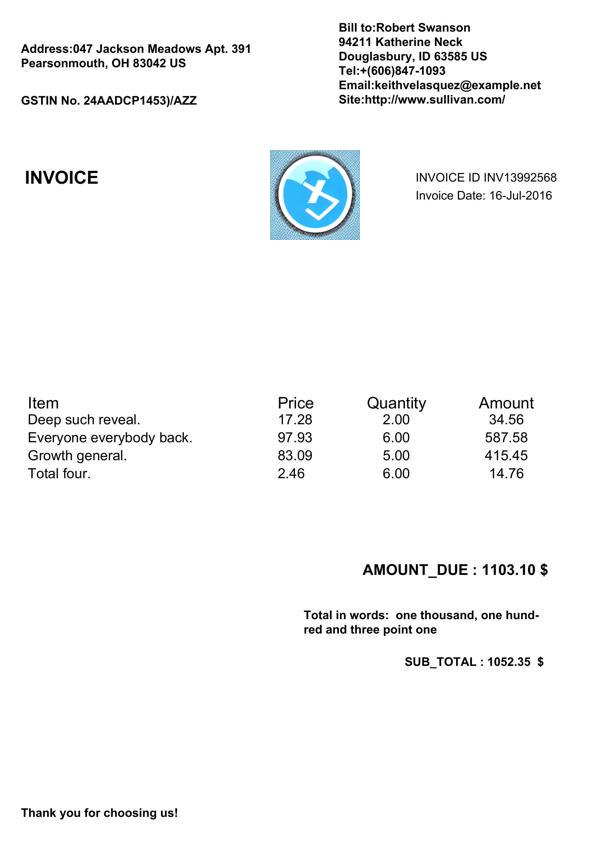 Address:047 Jackson Meadows Apt. 391
Pearsonmouth, OH 83042 US
GSTIN No. 24AADCP1453)/AZZ
Bill to:Robert Swanson
94211 Katherine Neck
Douglasbury, ID 63585 US
Tel:+(606)847-1093
Email:keithvelasquez@example.net
Site:http://www.sullivan.com/
INVOICE
INVOICE ID INV13992568
Invoice Date: 16-Jul-2016
Item Price Quantity Amount
Deep such reveal. 17.28 2.00 34.56
Everyone everybody back. 97.93 6.00 587.58
Growth general. 83.09 5.00 415.45
Total four. 2.46 6.00 14.76
AMOUNT_DUE : 1103.10 $
Total in words:  one thousand, one hund-
red and three point one
SUB_TOTAL : 1052.35  $
Thank you for choosing us!